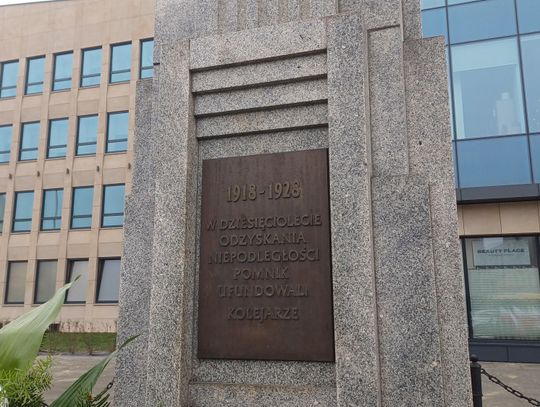 1918-1928
W DZIESIĘCIOLECIE
ODZYSKANIA
NIEPODLEGŁOŚCI
POMNIK
UFUNDOWALI
KOLEJARZE
BEAUTY PLACE